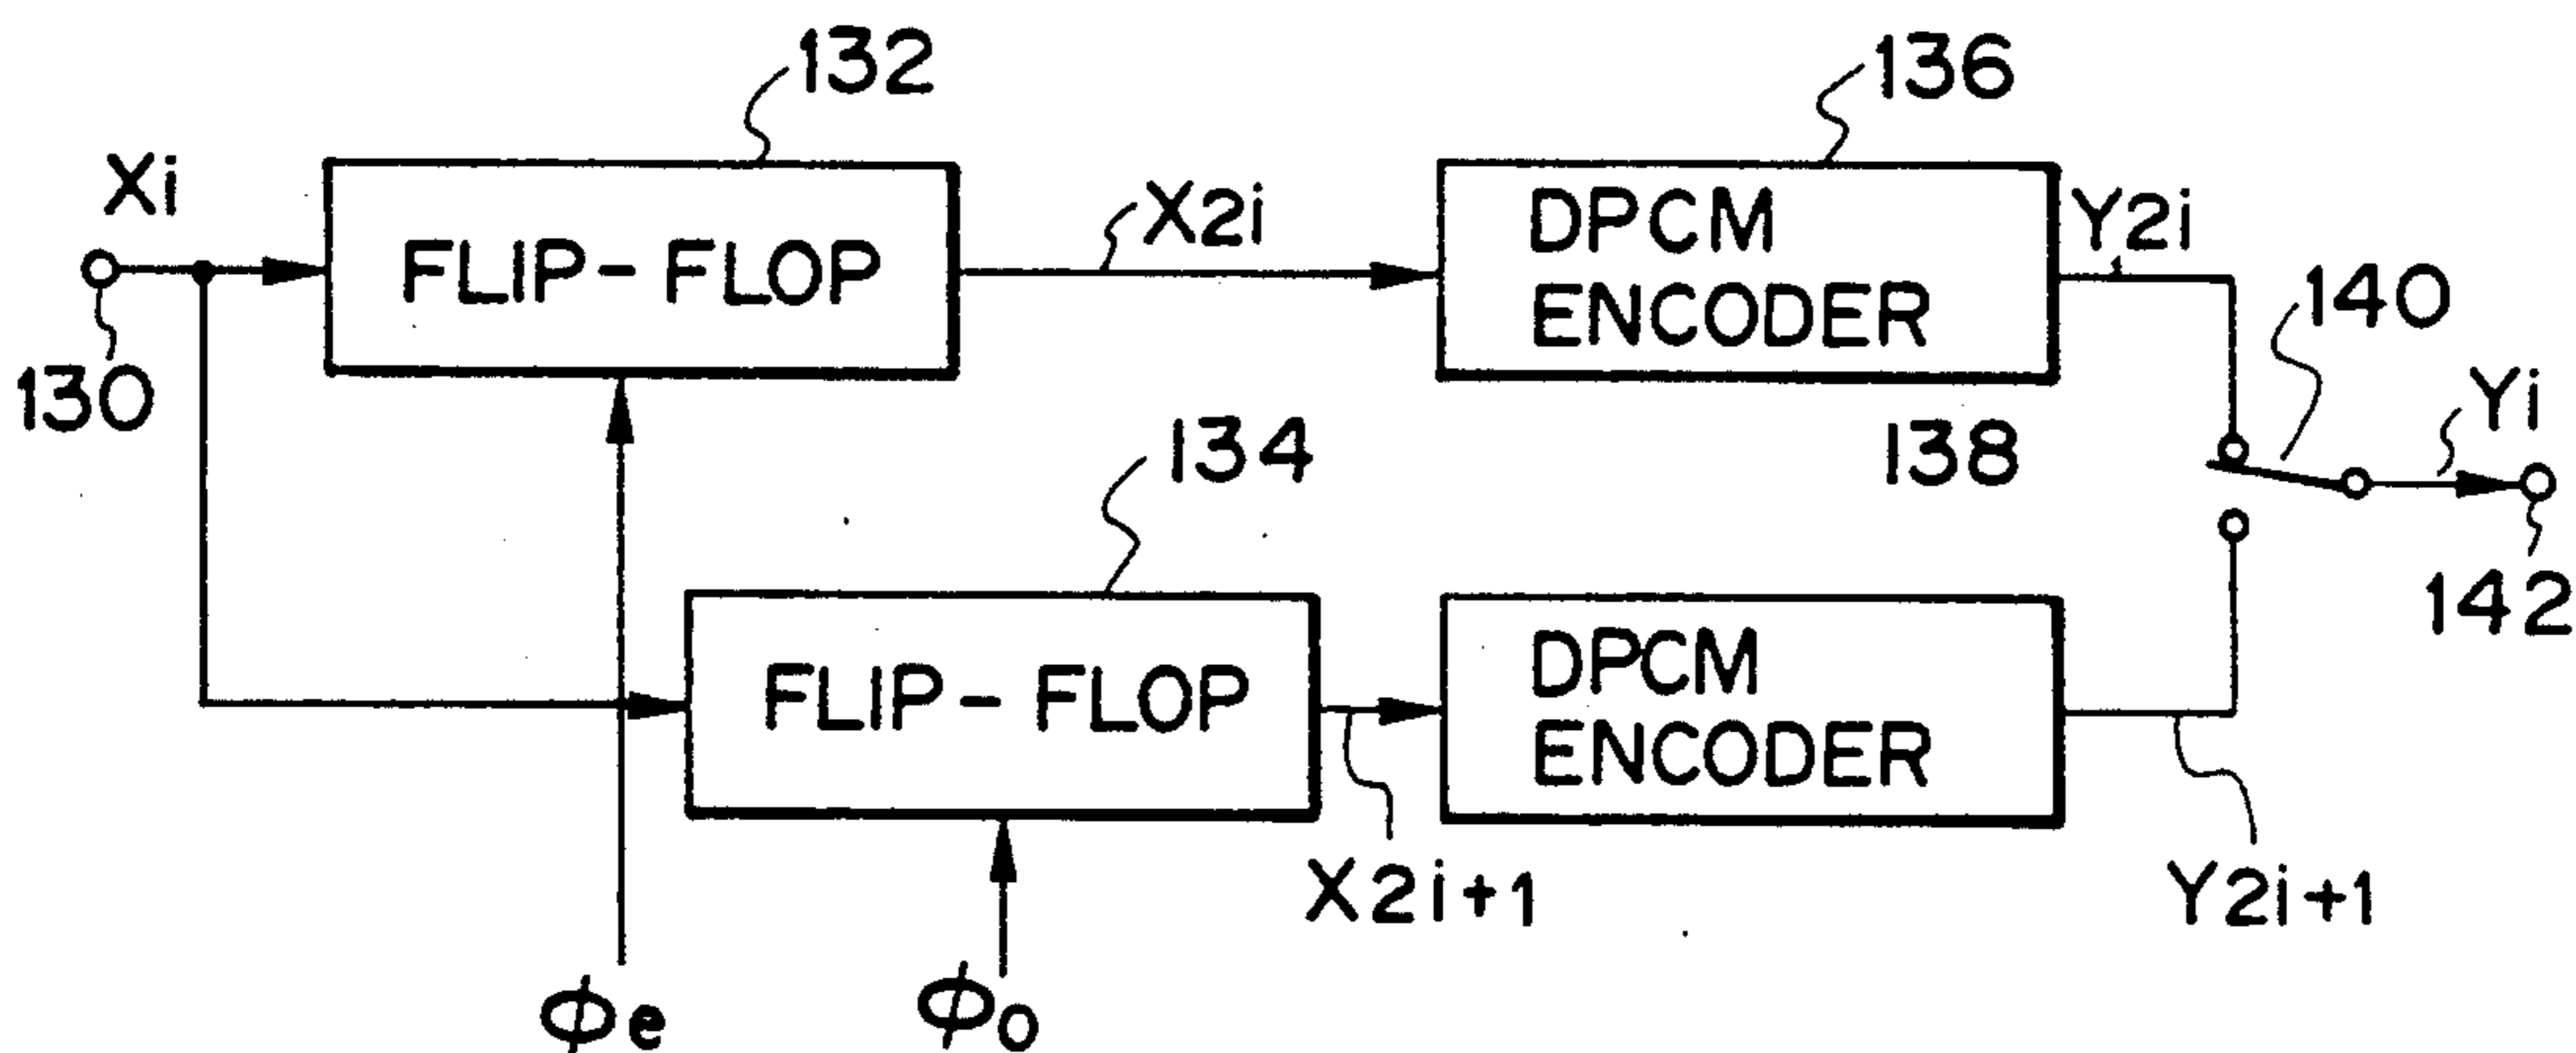 132
136
Xi
FLIP-FLOP
X2i
DPCM
ENCODER
Y2i
140
130
134
138
Yi
142
FLIP-FLOP
DPCM
ENCODER
X2i+1
Y2i+1
ϕe
ϕo